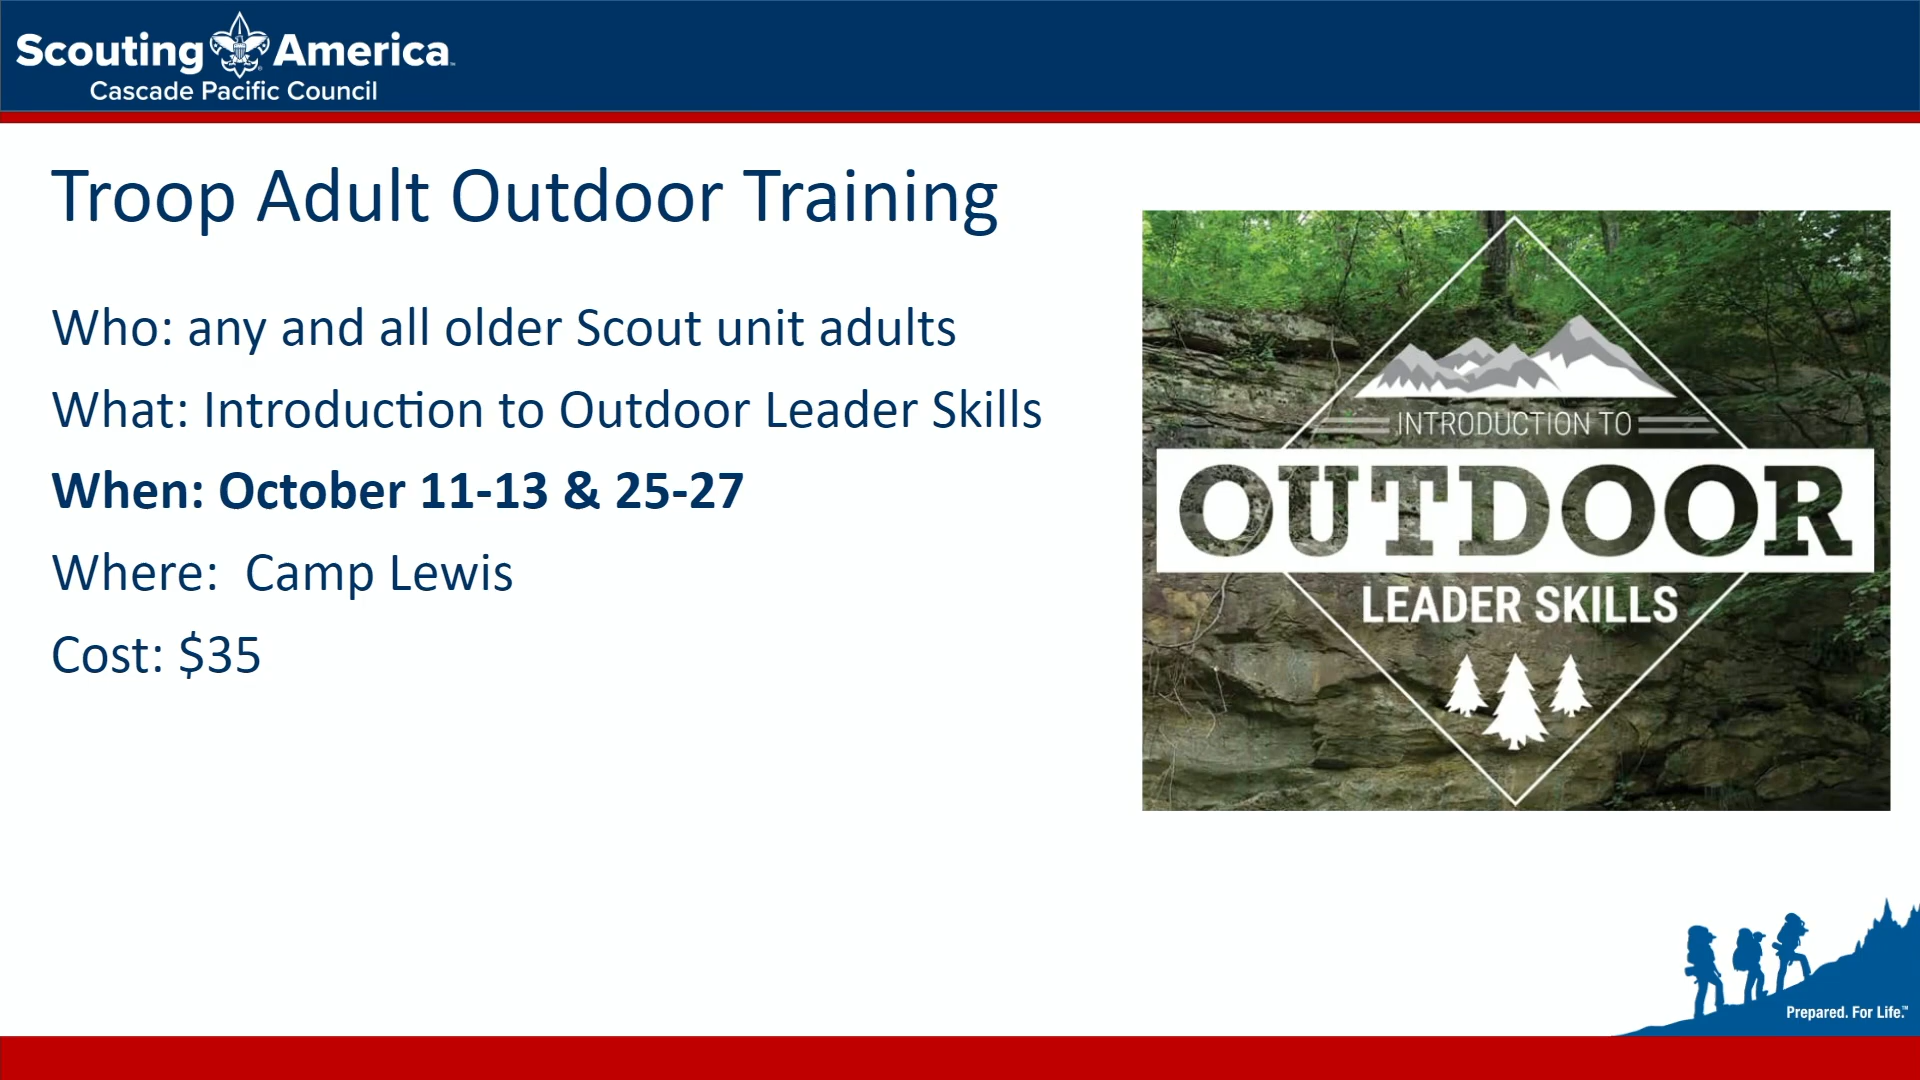 Scouting America™
Cascade Pacific Council
Troop Adult Outdoor Training
Who: any and all older Scout unit adults
What: Introduction to Outdoor Leader Skills
When: October 11-13 & 25-27
Where:  Camp Lewis
Cost: $35
INTRODUCTION TO
OUTDOOR
LEADER SKILLS
Prepared. For Life.™